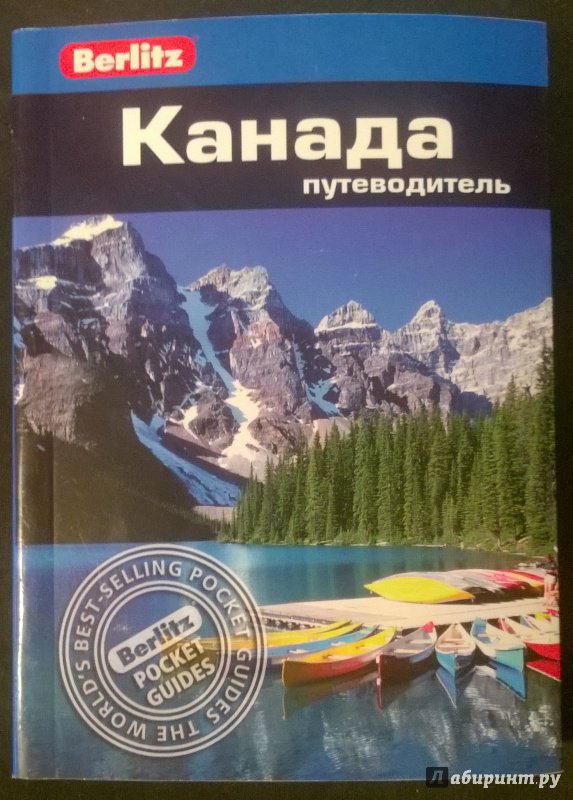 Berlitz
Канада
путеводитель
THE WORLD'S BEST-SELLING POCKET GUIDES
Berlitz
POCKET
GUIDES
Лабиринт.ру